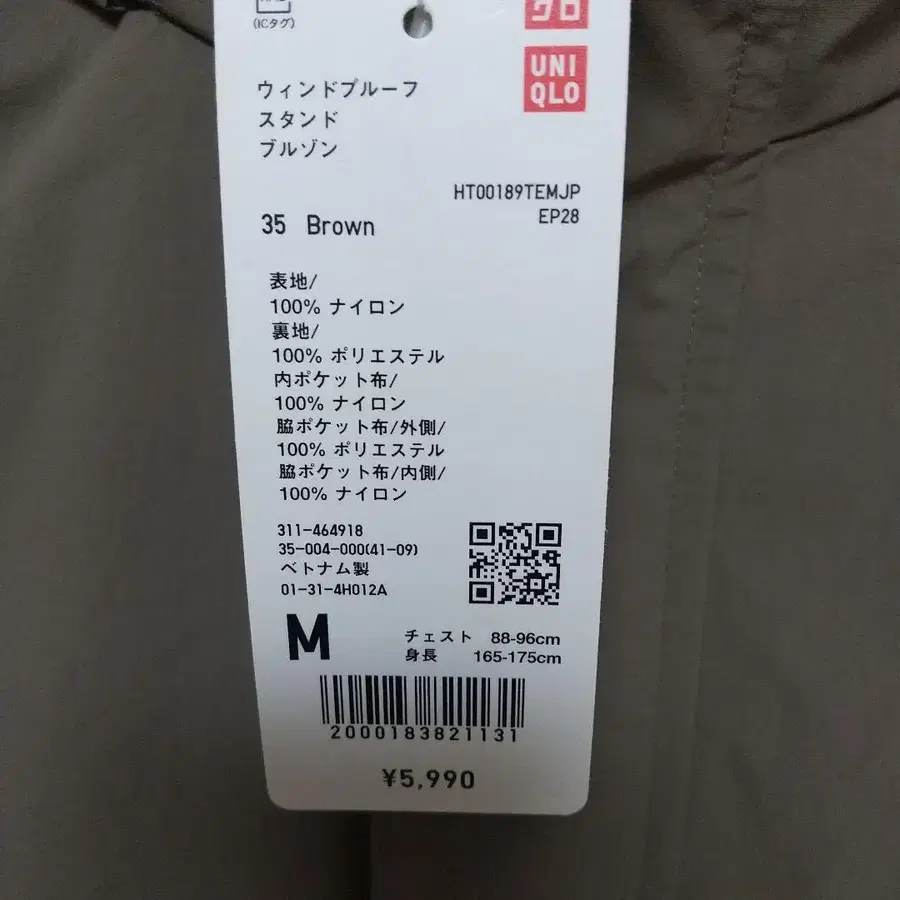 (ICタグ)
クロ
UNI
QLO
ウィンドプルーフ
スタンド
ブルゾン
HT00189TEMJP
EP28
35 Brown
表地/
100% ナイロン
裏地/
100% ポリエステル
内ポケット布/
100% ナイロン
脇ポケット布/外側/
100% ポリエステル
脇ポケット布/内側/
100% ナイロン
311-464918
35-004-000(41-09)
ベトナム製
01-31-4H012A
M
チェスト 88-96cm
身長 165-175cm
2000183821131
¥5,990